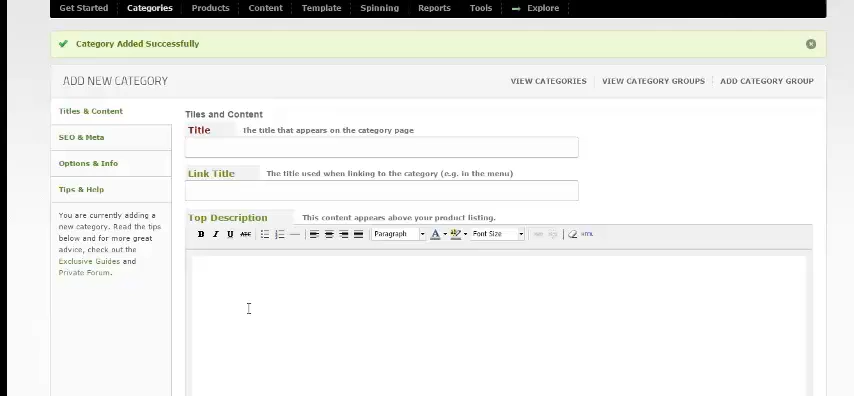 Get Started Categories Products Content Template Spinning Reports Tools Explore
Category Added Successfully
ADD NEW CATEGORY VIEW CATEGORIES VIEW CATEGORY GROUPS ADD CATEGORY GROUP
Titles & Content
SEO & Meta
Options & Info
Tips & Help
You are currently adding a
new category. Read the tips
below and for more great
advice, check out the
Exclusive Guides and
Private Forum.
Tiles and Content
Title The title that appears on the category page
Link Title The title used when linking to the category (e.g. in the menu)
Top Description This content appears above your product listing.
B I U ABC Paragraph A Font Size HTML